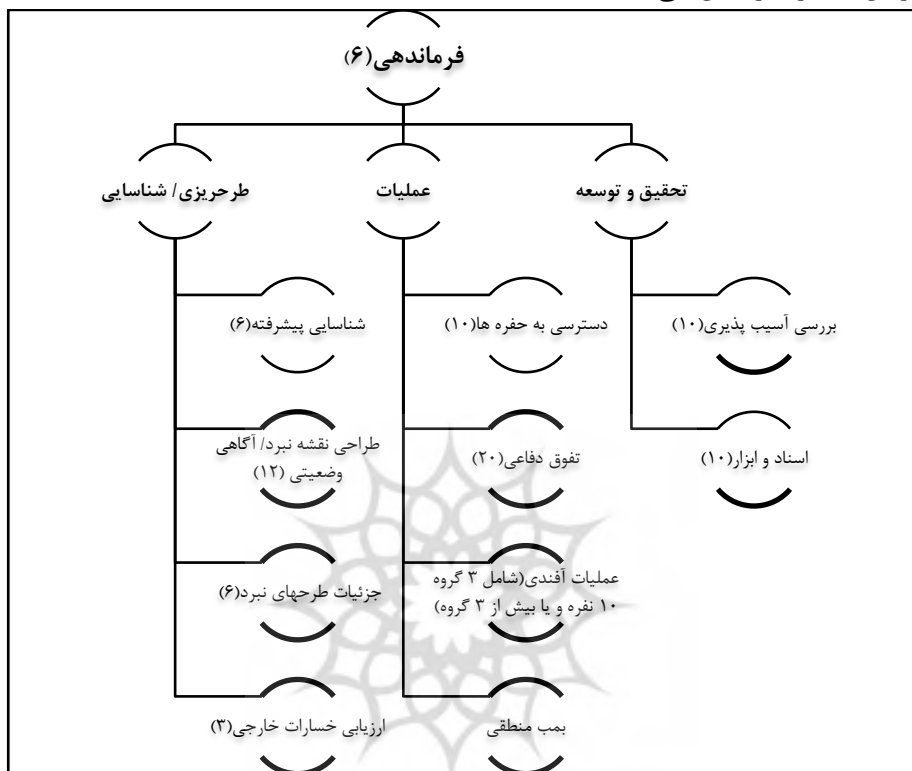 فرماندهی(۶)
تحقیق و توسعه
عملیات
طرحریزی/ شناسایی
بررسی آسیب پذیری(۱۰)
دسترسی به حفره ها(۱۰)
شناسایی پیشرفته(۶)
اسناد و ابزار(۱۰)
تفوق دفاعی(۲۰)
طراحی نقشه نبرد/ آگاهی
وضعیتی (۱۲)
عملیات آفندی(شامل ۳ گروه
۱۰ نفره و یا بیش از ۳ گروه)
جزئیات طرحهای نبرد(۶)
بمب منطقی
ارزیابی خسارات خارجی(۳)